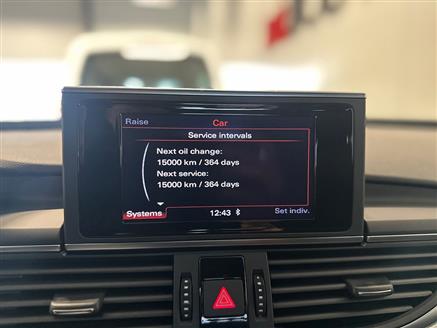 Raise
Car
Service intervals
Next oil change:
15000 km / 364 days
Next service:
15000 km / 364 days
Systems
12:43
Set indiv.